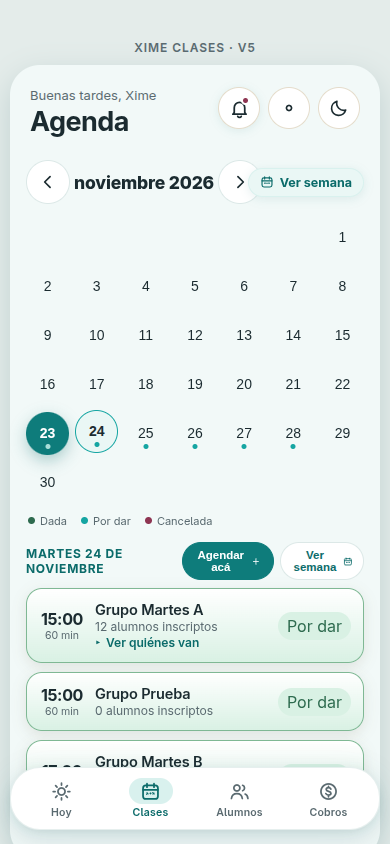 XIME CLASES · V5
Buenas tardes, Xime
Agenda
noviembre 2026
Ver semana
1
2 3 4 5 6 7 8
9 10 11 12 13 14 15
16 17 18 19 20 21 22
23 24 25 26 27 28 29
30
Dada Por dar Cancelada
MARTES 24 DE
NOVIEMBRE
Agendar
acá +
Ver
semana
15:00 Grupo Martes A
60 min 12 alumnos inscriptos
Ver quiénes van
Por dar
15:00 Grupo Prueba
60 min 0 alumnos inscriptos
Por dar
Grupo Martes B
Hoy Clases Alumnos Cobros